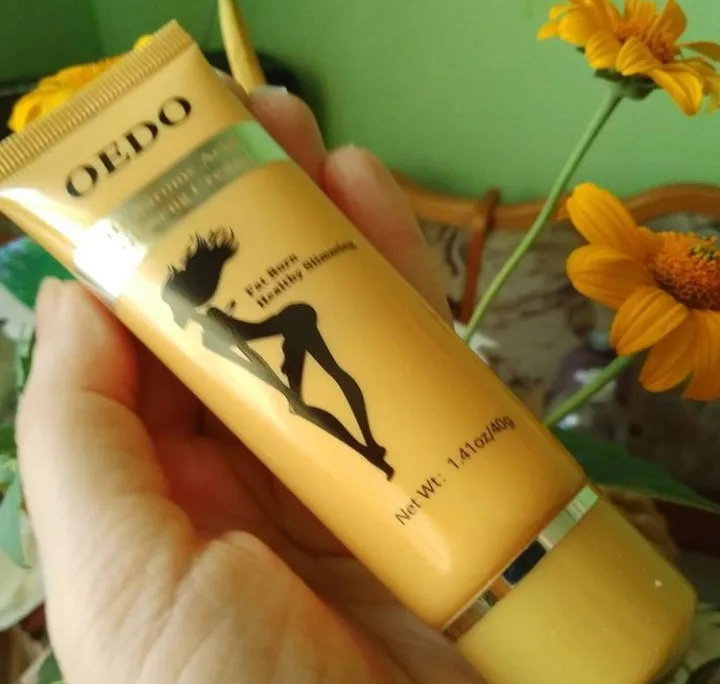 OEDO
Fat Burn
Healthy Slimming
Net Wt: 1.41oz/40g